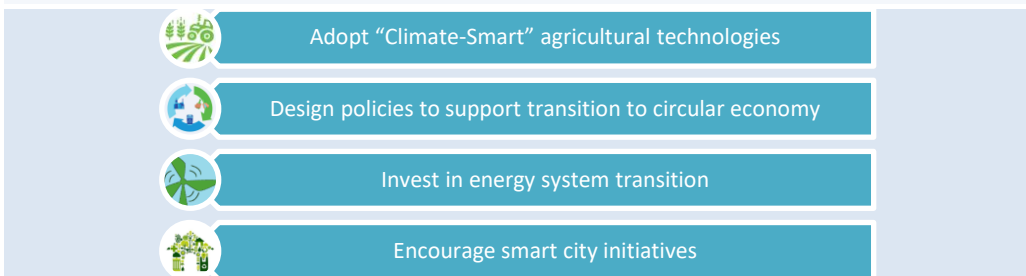 Adopt “Climate-Smart” agricultural technologies
Design policies to support transition to circular economy
Invest in energy system transition
Encourage smart city initiatives